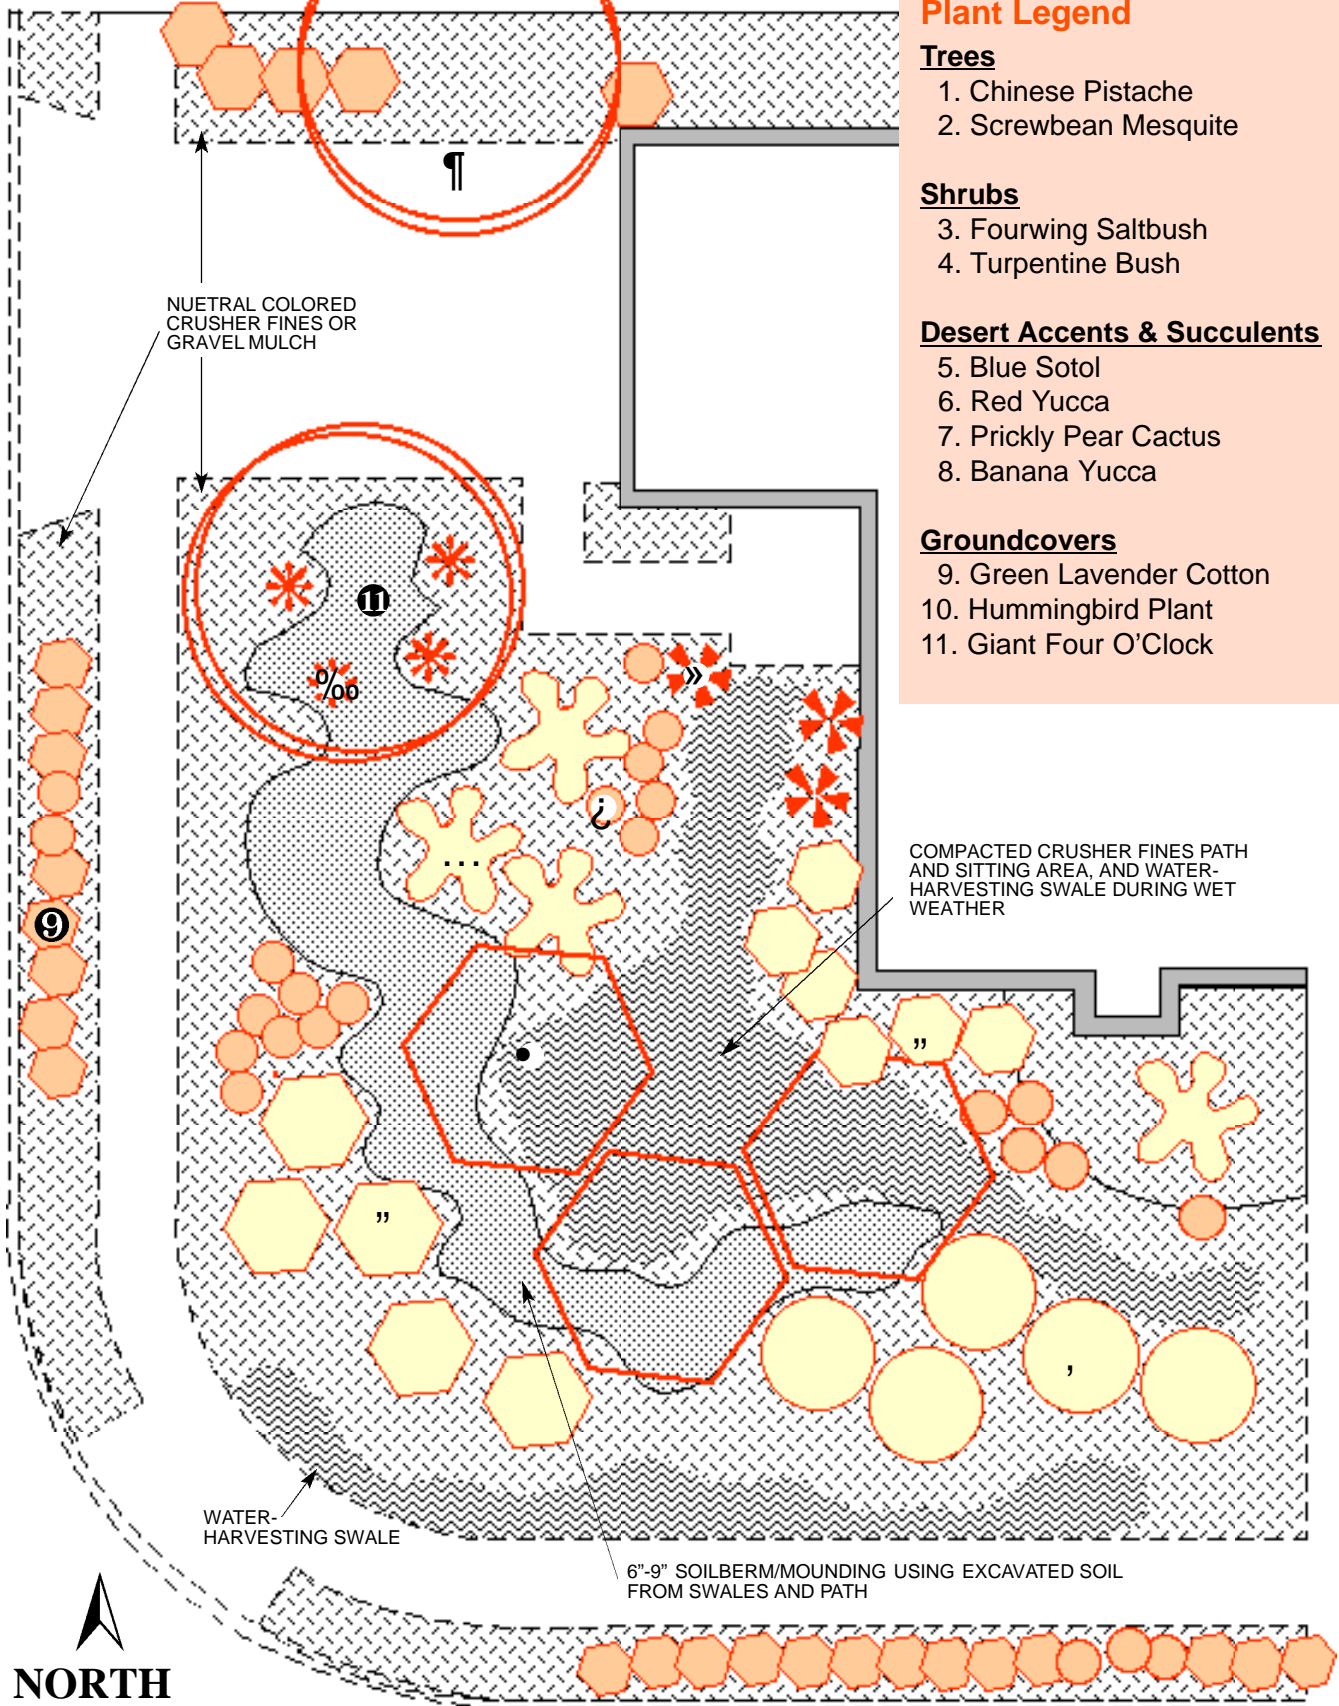 Plant Legend
Trees
1. Chinese Pistache
2. Screwbean Mesquite
Shrubs
3. Fourwing Saltbush
4. Turpentine Bush
Desert Accents & Succulents
5. Blue Sotol
6. Red Yucca
7. Prickly Pear Cactus
8. Banana Yucca
Groundcovers
9. Green Lavender Cotton
10. Hummingbird Plant
11. Giant Four O'Clock
¶
NUETRAL COLORED
CRUSHER FINES OR
GRAVEL MULCH
11
‰
»
¿
...
COMPACTED CRUSHER FINES PATH
AND SITTING AREA, AND WATER-
HARVESTING SWALE DURING WET
WEATHER
9
•
”
”
,
WATER-
HARVESTING SWALE
6”-9” SOILBERM/MOUNDING USING EXCAVATED SOIL
FROM SWALES AND PATH
NORTH